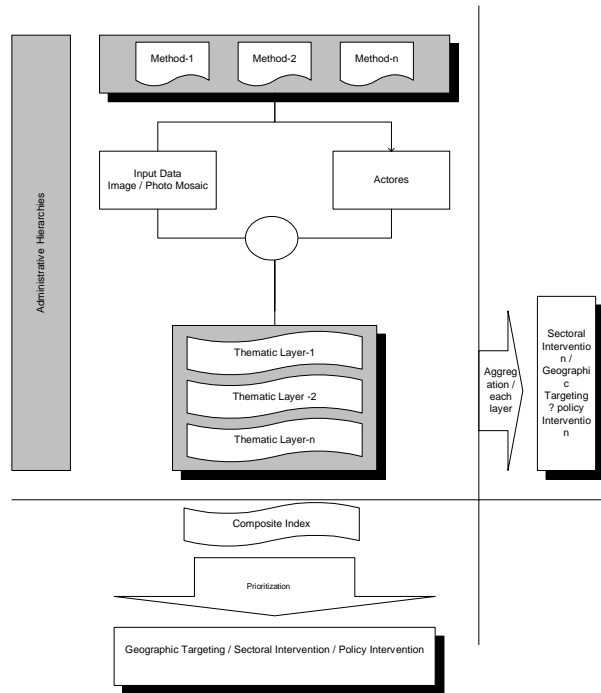 Method-1
Method-2
Method-n
Administrative Hierarchies
Input Data
Image / Photo Mosaic
Actores
Thematic Layer-1
Thematic Layer -2
Thematic Layer-n
Aggreg
ation /
each
layer
Sectoral
Interventio
n /
Geographi
c
Targeting
? policy
Interventio
n
Composite Index
Prioritization
Geographic Targeting / Sectoral Intervention / Policy Intervention